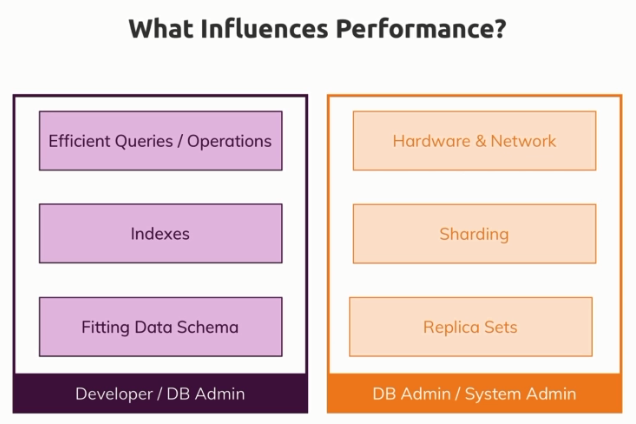 What Influences Performance?
Efficient Queries / Operations
Indexes
Fitting Data Schema
Developer / DB Admin
Hardware & Network
Sharding
Replica Sets
DB Admin / System Admin